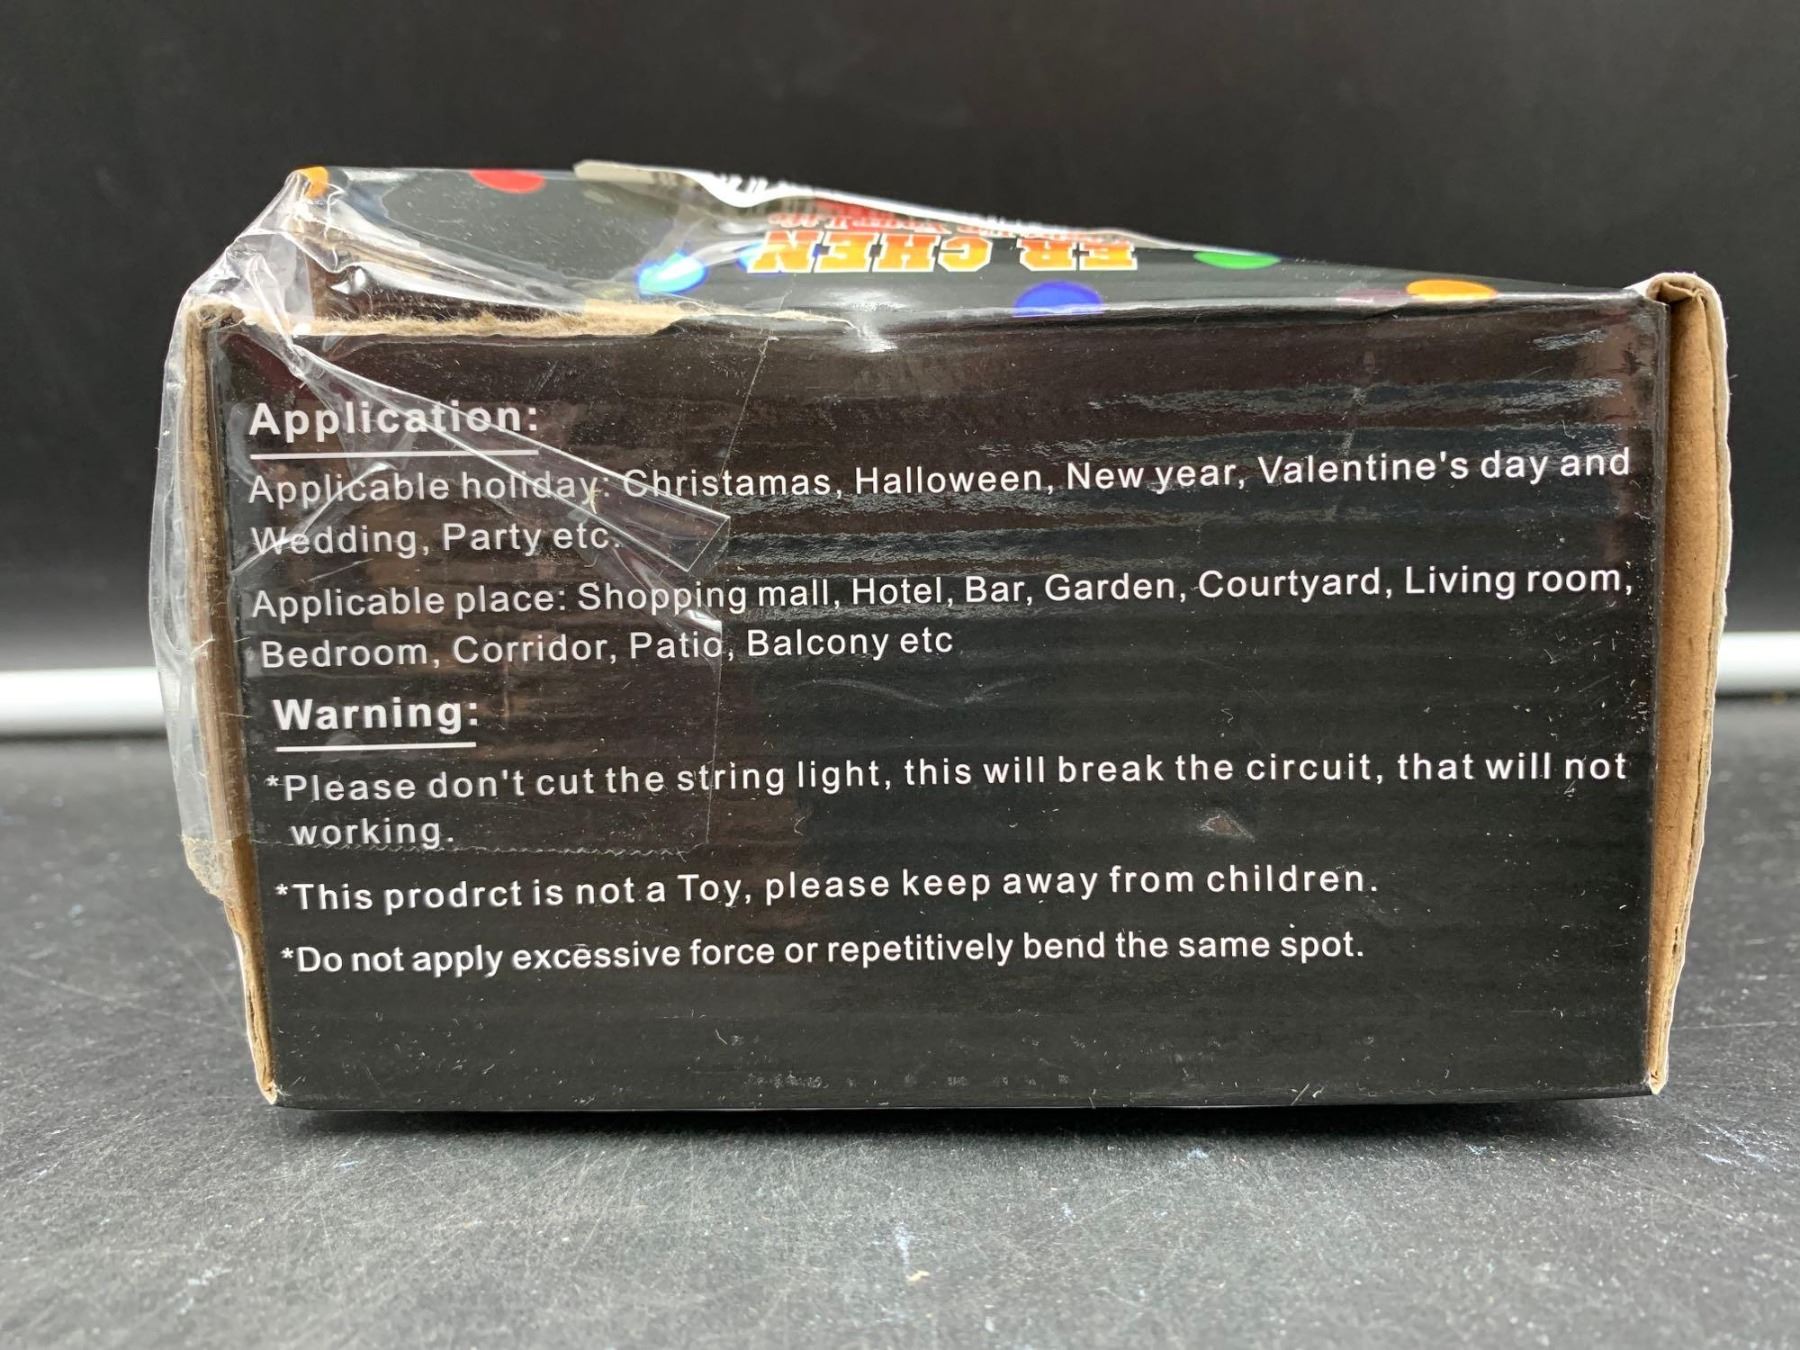 ER CHEN
Application:
Applicable holiday: Christamas, Halloween, New year, Valentine's day and
Wedding, Party etc.
Applicable place: Shopping mall, Hotel, Bar, Garden, Courtyard, Living room,
Bedroom, Corridor, Patio, Balcony etc
Warning:
*Please don't cut the string light, this will break the circuit, that will not
working.
*This prodrct is not a Toy, please keep away from children.
*Do not apply excessive force or repetitively bend the same spot.